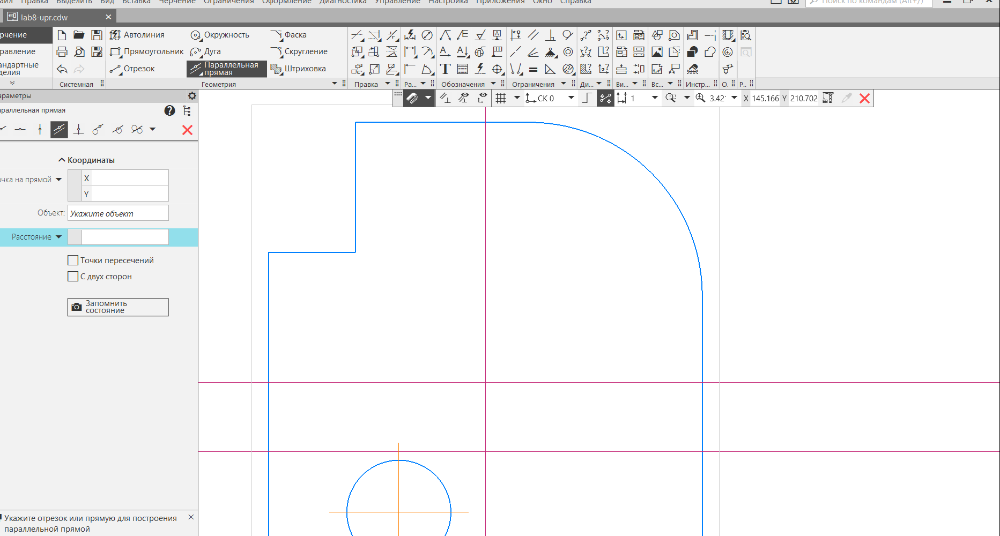 айл Правка Выделить Вид Вставка Черчение Ограничения Оформление Диагностика Управление Настройка Приложения Окно Справка Поиск по командам (Alt+/)
lab8-upr.cdw
рчение Автолиния Окружность Фаска
равление Прямоугольник Дуга Скругление
андартные
делия Отрезок Параллельная
прямая Штриховка
Системная Геометрия Правка Ра... Обозначения Ограничения Ди... Ви... Вс... Инстр... О. Р..
араметры
СК 0 1 3.42 X 145.166 Y 210.702
араллельная прямая
Координаты
очка на прямой X
Y
Объект: Укажите объект
Расстояние
Точки пересечений
С двух сторон
Запомнить
состояние
Укажите отрезок или прямую для построения
параллельной прямой